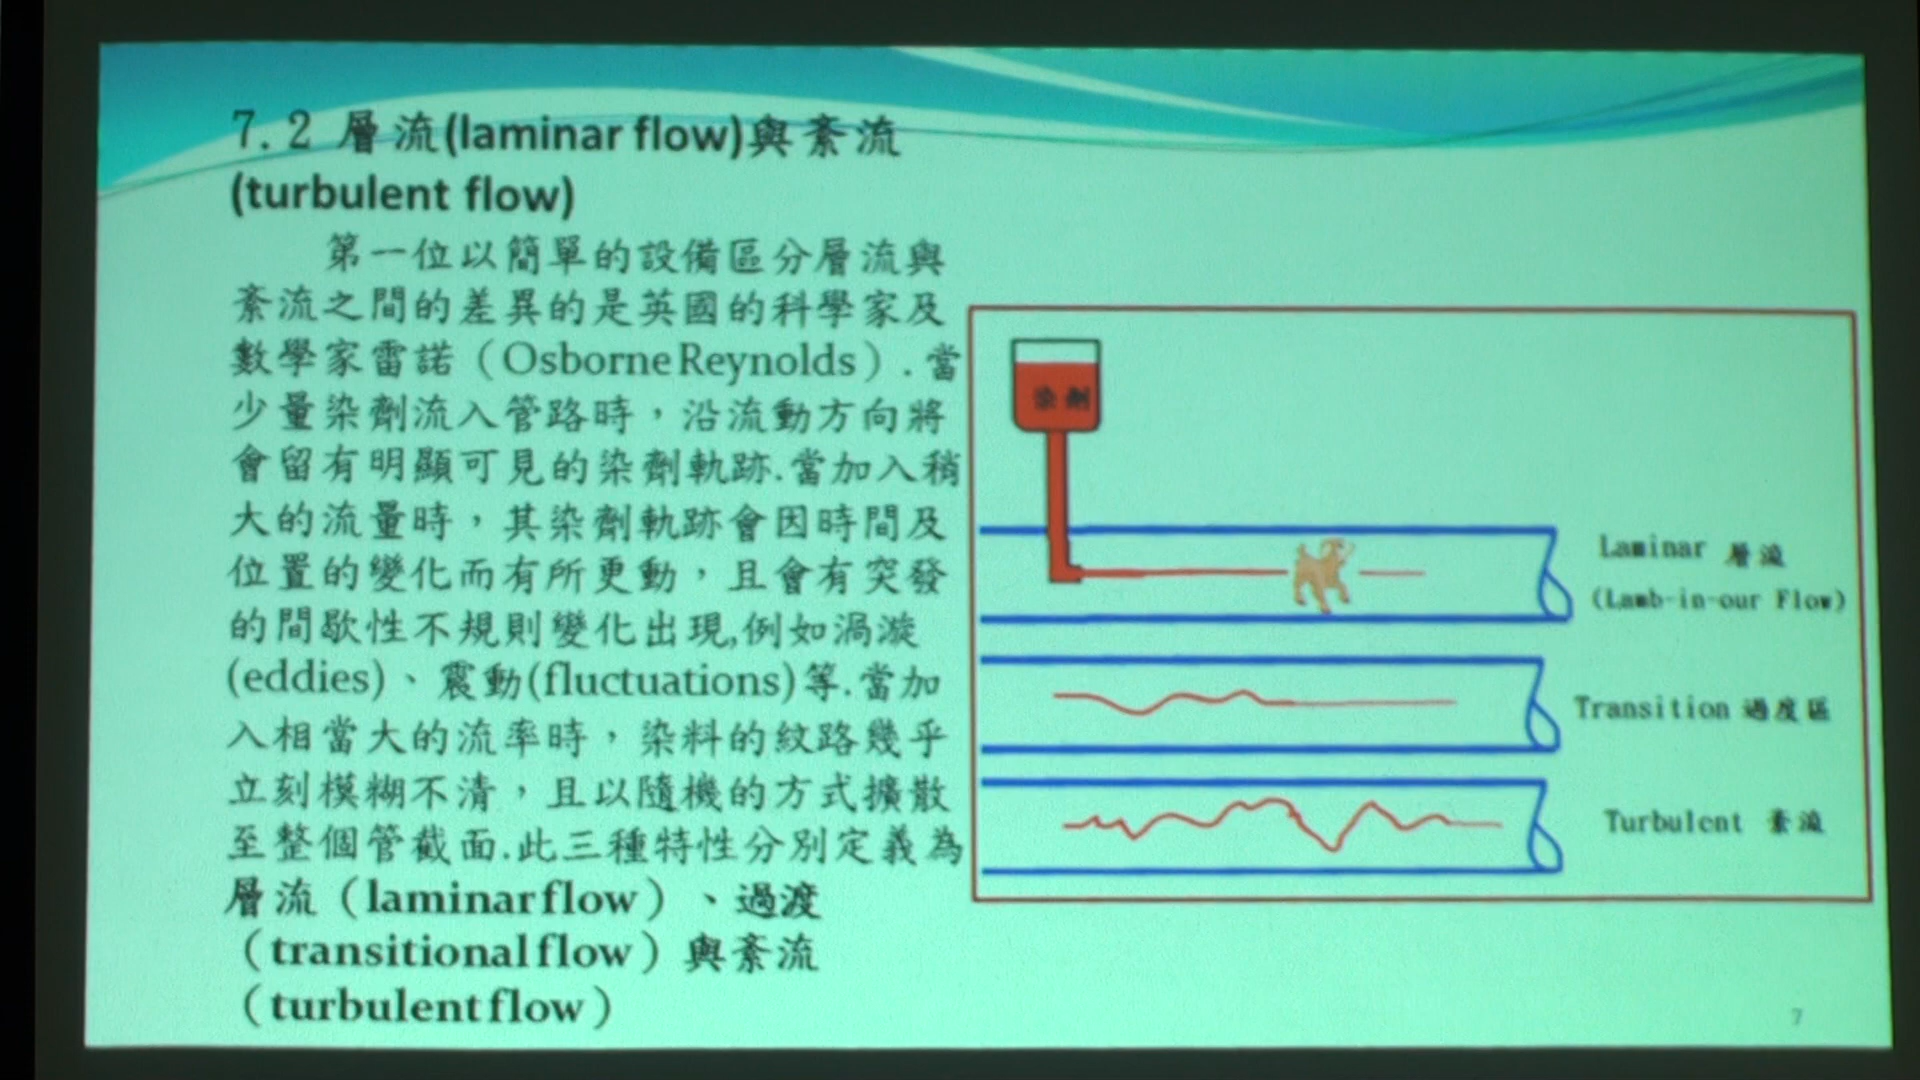 7.2 層流(laminar flow)與紊流
(turbulent flow)
第一位以簡單的設備區分層流與
紊流之間的差異的是英國的科學家及
數學家雷諾（Osborne Reynolds）.當
少量染劑流入管路時，沿流動方向將
會留有明顯可見的染劑軌跡.當加入稍
大的流量時，其染劑軌跡會因時間及
位置的變化而有所更動，且會有突發
的間歇性不規則變化出現,例如渦漩
(eddies)、震動(fluctuations)等.當加
入相當大的流率時，染料的紋路幾乎
立刻模糊不清，且以隨機的方式擴散
至整個管截面.此三種特性分別定義為
層流（laminar flow）、過渡
（transitional flow）與紊流
（turbulent flow）
染劑
Laminar 層流
(Lamb-in-our Flow)
Transition 過度區
Turbulent 紊流
7